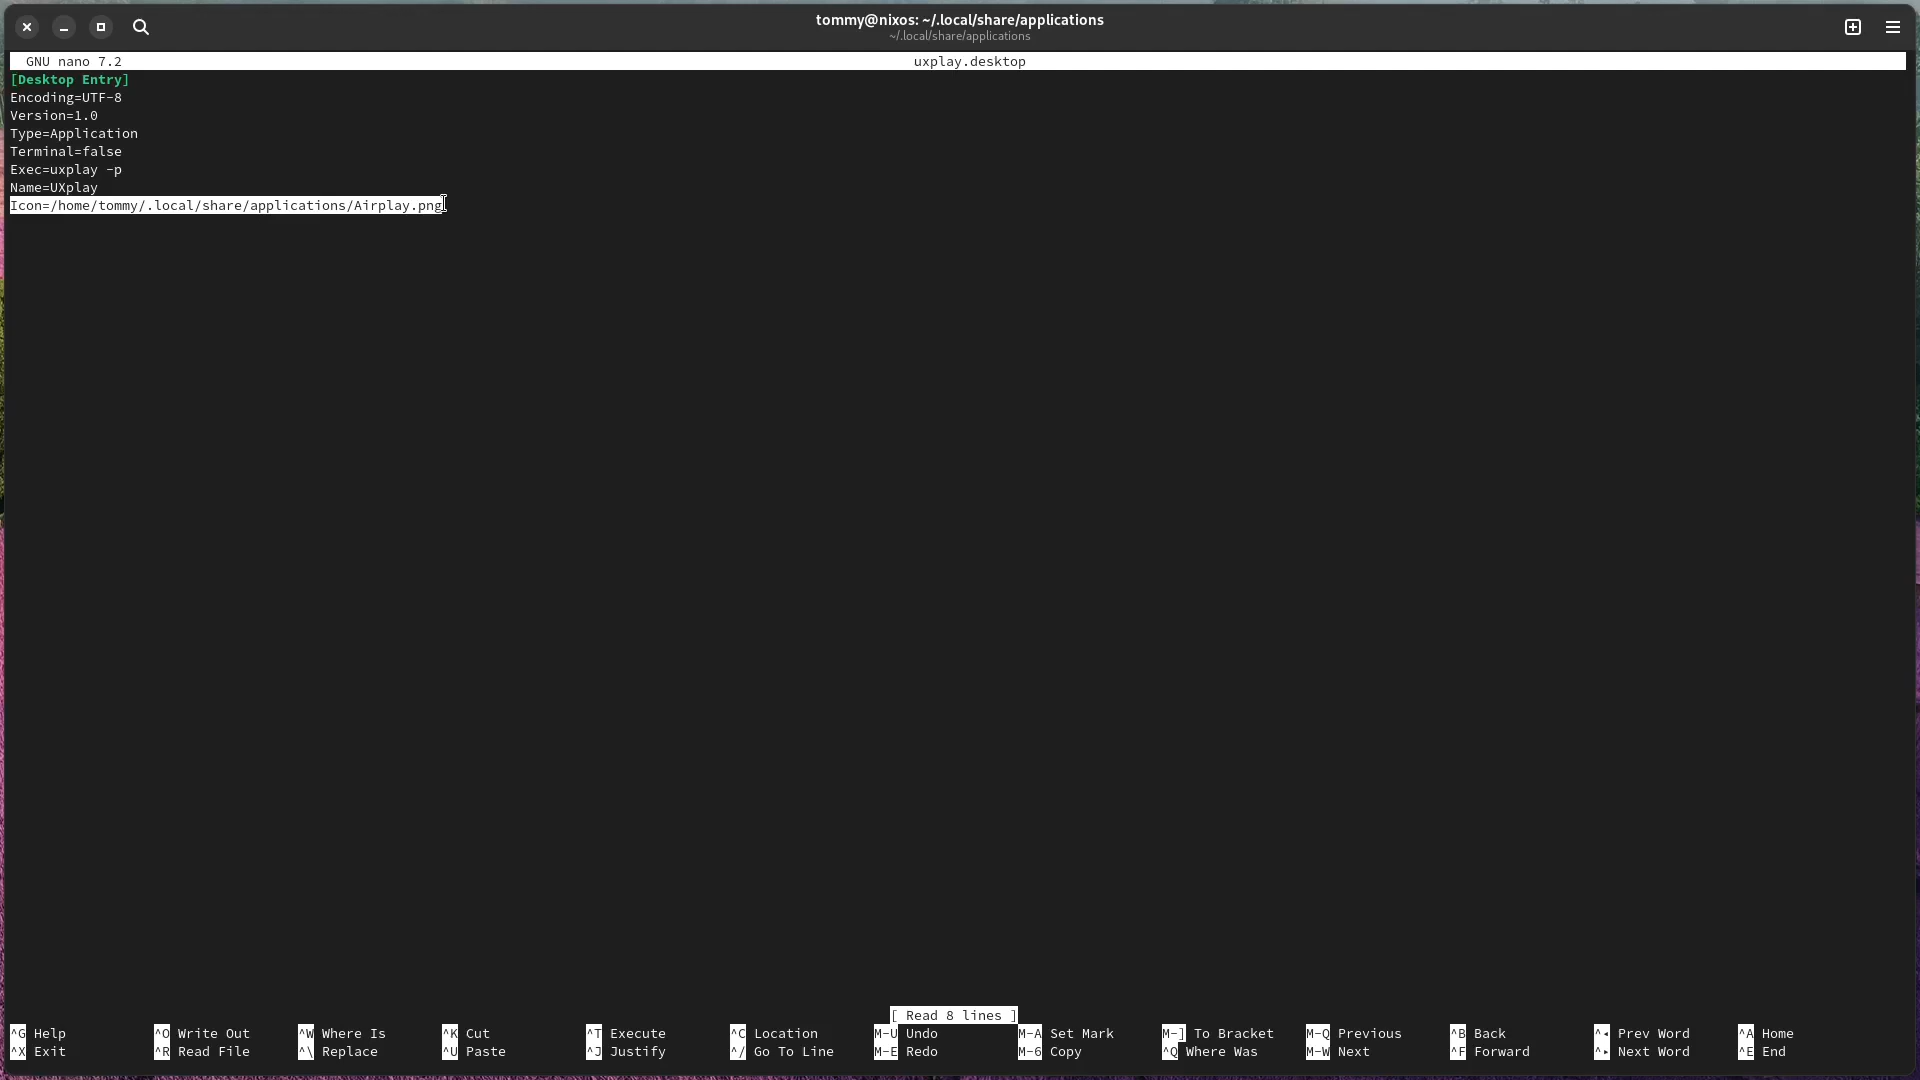 tommy@nixos: ~/.local/share/applications
~/.local/share/applications
GNU nano 7.2 uxplay.desktop
[Desktop Entry]
Encoding=UTF-8
Version=1.0
Type=Application
Terminal=false
Exec=uxplay -p
Name=UXplay
Icon=/home/tommy/.local/share/applications/Airplay.png
[ Read 8 lines ]
^G Help ^O Write Out ^W Where Is ^K Cut ^T Execute ^C Location M-U Undo M-A Set Mark M-] To Bracket M-Q Previous ^B Back ^◂ Prev Word ^A Home
^X Exit ^R Read File ^\ Replace ^U Paste ^J Justify ^/ Go To Line M-E Redo M-6 Copy ^Q Where Was M-W Next ^F Forward ^▸ Next Word ^E End